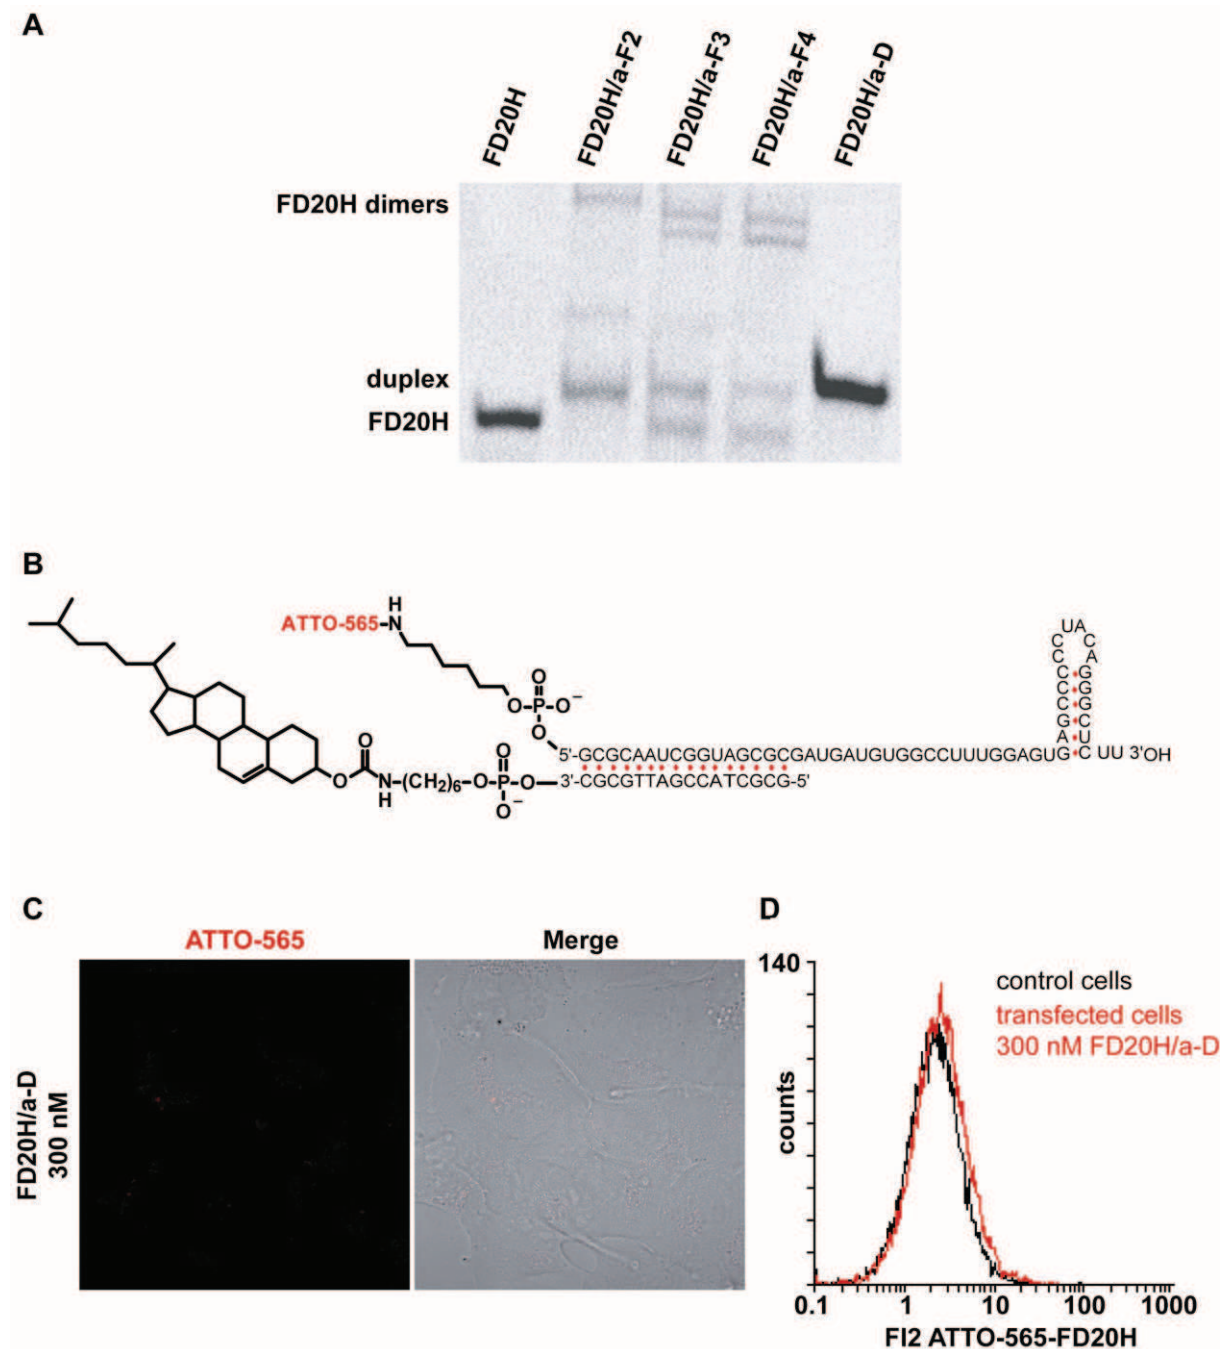 A
FD20H
FD20H/a-F2
FD20H/a-F3
FD20H/a-F4
FD20H/a-D
FD20H dimers
duplex
FD20H
B
ATTO-565
H
N
O
O P O −
O
5'-GCGCAAUCGGUAGCGCGAUGAUGUGGCCUUUGGAGUG
AGCCCCCUACAGGGCUC UU 3'OH
3'-CGCGTTAGCCATCGCG-5'
O
O N (CH2)6 O P O
H
O
O −
C
ATTO-565
Merge
FD20H/a-D
300 nM
D
140
counts
control cells
transfected cells
300 nM FD20H/a-D
0.1 1 10 100 1000
Fl2 ATTO-565-FD20H